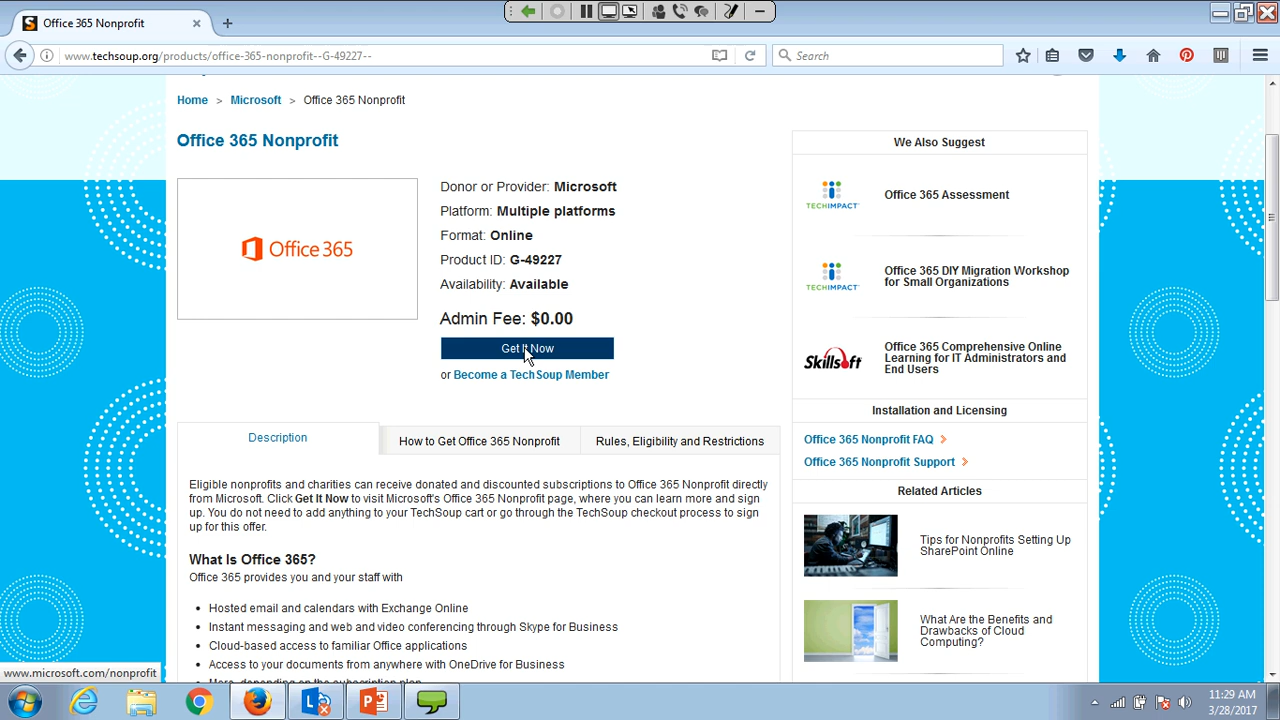 Office 365 Nonprofit
www.techsoup.org/products/office-365-nonprofit--G-49227--
Search
Home > Microsoft > Office 365 Nonprofit
Office 365 Nonprofit
Office 365
Donor or Provider: Microsoft
Platform: Multiple platforms
Format: Online
Product ID: G-49227
Availability: Available
Admin Fee: $0.00
Get It Now
or Become a TechSoup Member
Description
How to Get Office 365 Nonprofit
Rules, Eligibility and Restrictions
Eligible nonprofits and charities can receive donated and discounted subscriptions to Office 365 Nonprofit directly
from Microsoft. Click Get It Now to visit Microsoft's Office 365 Nonprofit page, where you can learn more and sign
up. You do not need to add anything to your TechSoup cart or go through the TechSoup checkout process to sign
up for this offer.
What Is Office 365?
Office 365 provides you and your staff with
• Hosted email and calendars with Exchange Online
• Instant messaging and web and video conferencing through Skype for Business
• Cloud-based access to familiar Office applications
• Access to your documents from anywhere with OneDrive for Business
• More, depending on the subscription plan
We Also Suggest
TECHIMPACT
Office 365 Assessment
TECHIMPACT
Office 365 DIY Migration Workshop
for Small Organizations
Skillsoft
Office 365 Comprehensive Online
Learning for IT Administrators and
End Users
Installation and Licensing
Office 365 Nonprofit FAQ
Office 365 Nonprofit Support
Related Articles
Tips for Nonprofits Setting Up
SharePoint Online
What Are the Benefits and
Drawbacks of Cloud
Computing?
www.microsoft.com/nonprofit
11:29 AM
3/28/2017